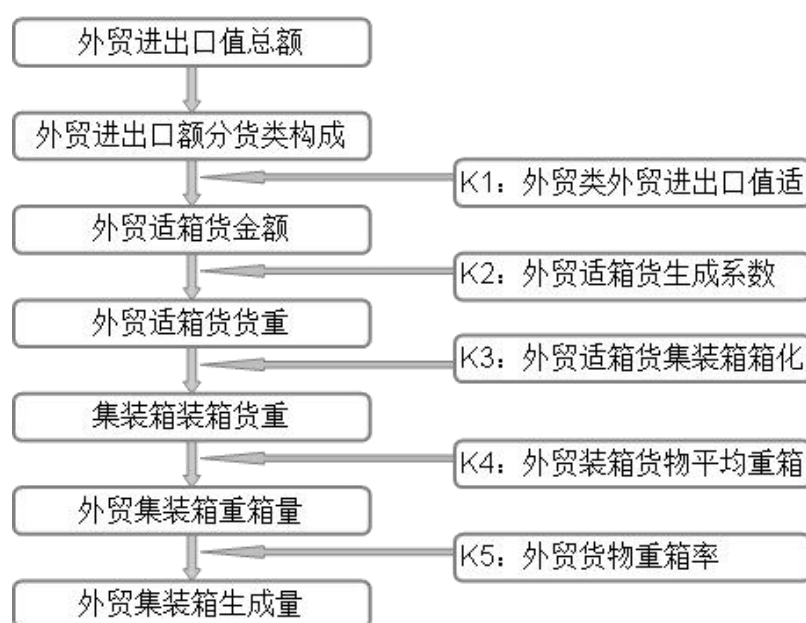 外贸进出口值总额
外贸进出口额分货类构成
K1：外贸类外贸进出口值适
外贸适箱货金额
K2：外贸适箱货生成系数
外贸适箱货货重
K3：外贸适箱货集装箱箱化
集装箱装箱货重
K4：外贸装箱货物平均重箱
外贸集装箱重箱量
K5：外贸货物重箱率
外贸集装箱生成量